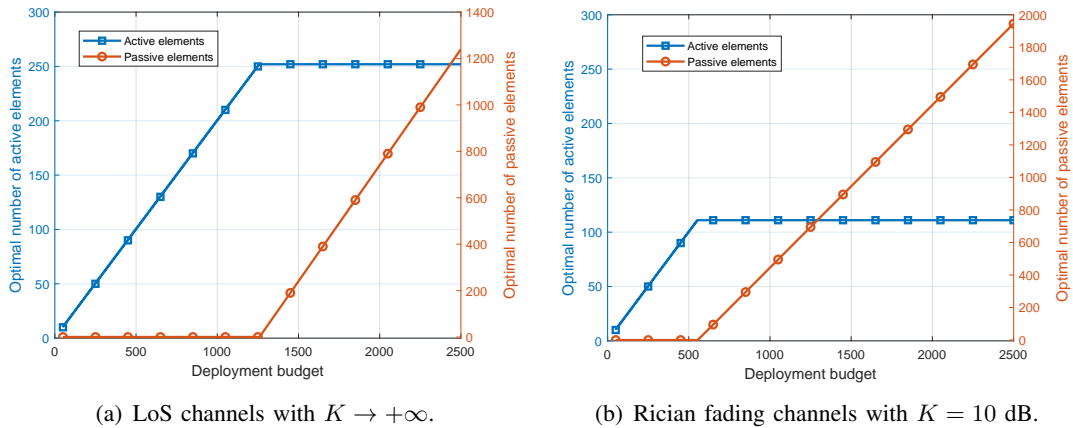 300
250
200
150
100
50
0
Optimal number of active elements
Active elements
Passive elements
1400
1200
1000
800
600
400
200
0
Optimal number of passive elements
0 500 1000 1500 2000 2500
Deployment budget
(a) LoS channels with K → +∞.
300
250
200
150
100
50
0
Optimal number of active elements
Active elements
Passive elements
2000
1800
1600
1400
1200
1000
800
600
400
200
0
Optimal number of passive elements
0 500 1000 1500 2000 2500
Deployment budget
(b) Rician fading channels with K = 10 dB.